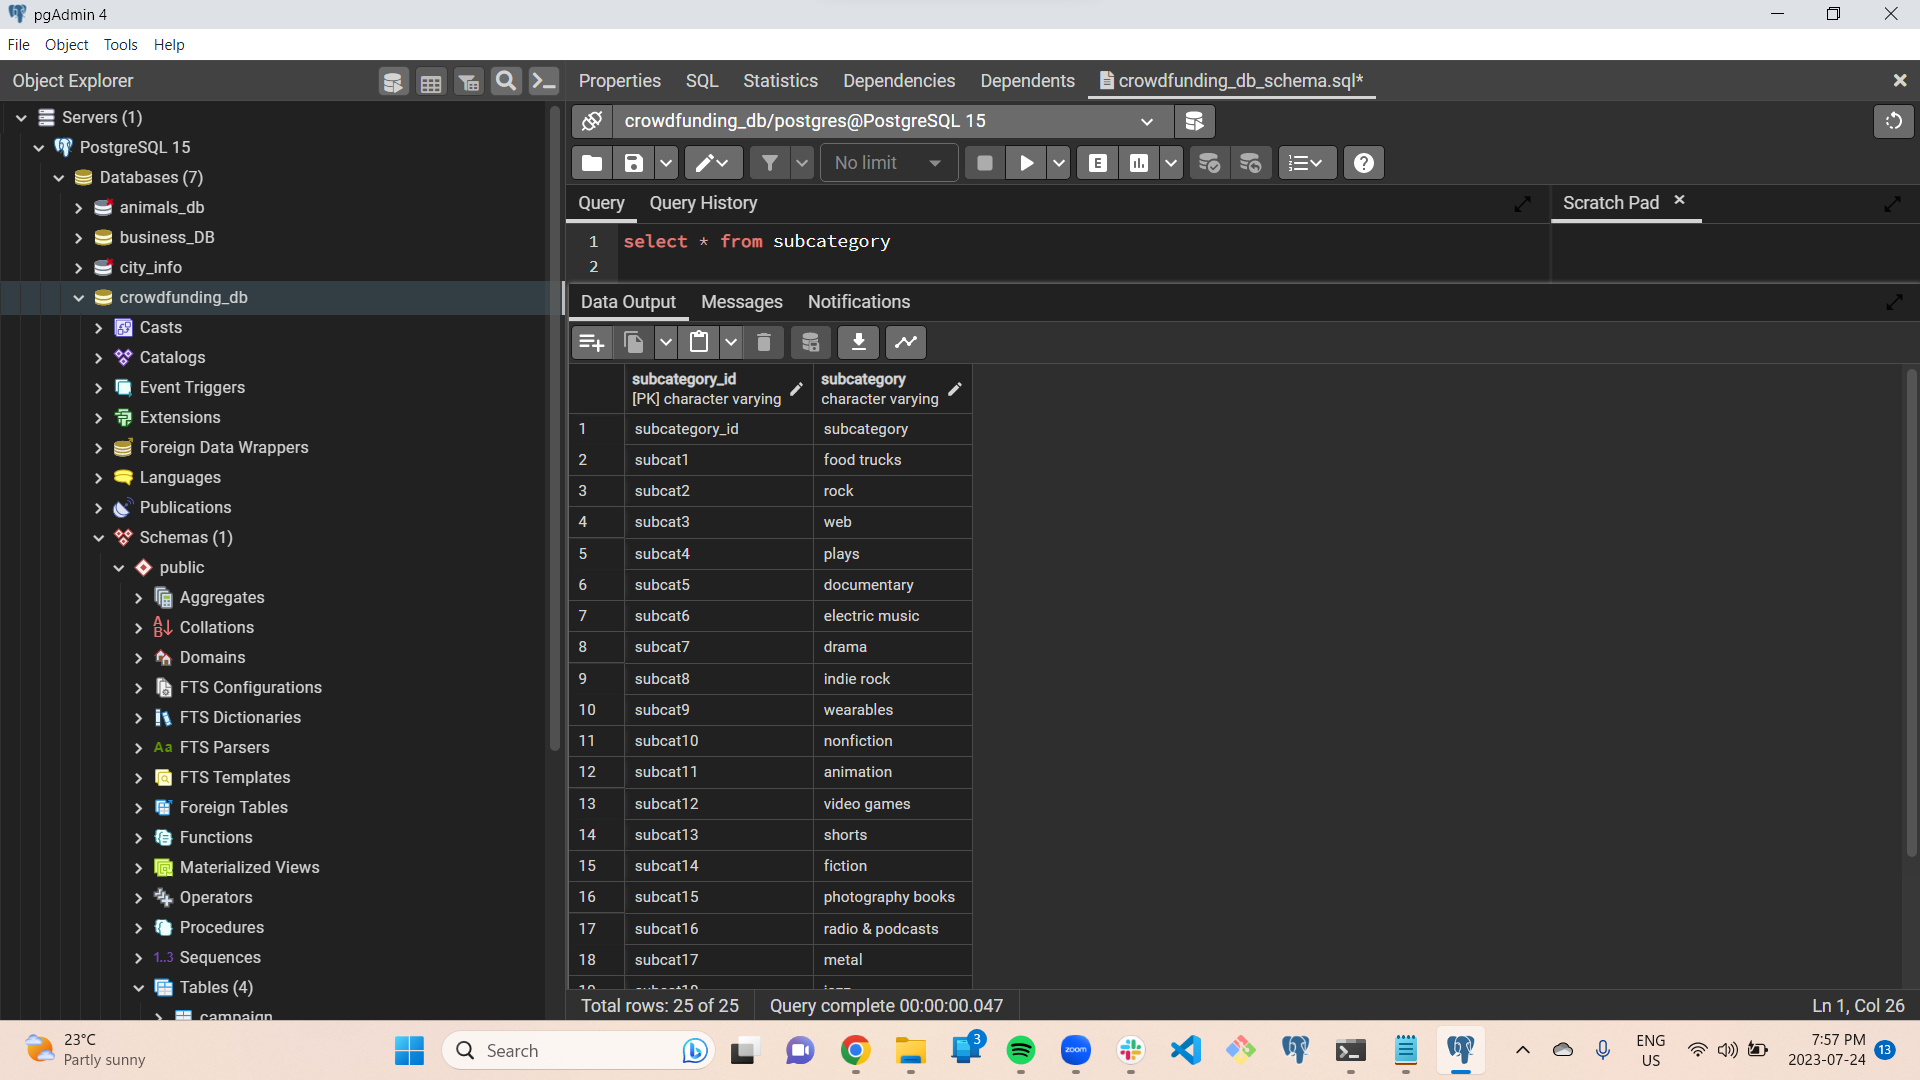 pgAdmin 4
File Object Tools Help
Object Explorer
Properties SQL Statistics Dependencies Dependents crowdfunding_db_schema.sql*
Servers (1)
PostgreSQL 15
Databases (7)
animals_db
business_DB
city_info
crowdfunding_db
Casts
Catalogs
Event Triggers
Extensions
Foreign Data Wrappers
Languages
Publications
Schemas (1)
public
Aggregates
Collations
Domains
FTS Configurations
FTS Dictionaries
Aa FTS Parsers
FTS Templates
Foreign Tables
Functions
Materialized Views
Operators
Procedures
1..3 Sequences
Tables (4)
campaign
crowdfunding_db/postgres@PostgreSQL 15
No limit
E
Query Query History
Scratch Pad
1 select * from subcategory
2
Data Output Messages Notifications
subcategory_id subcategory
[PK] character varying character varying
1 subcategory_id subcategory
2 subcat1 food trucks
3 subcat2 rock
4 subcat3 web
5 subcat4 plays
6 subcat5 documentary
7 subcat6 electric music
8 subcat7 drama
9 subcat8 indie rock
10 subcat9 wearables
11 subcat10 nonfiction
12 subcat11 animation
13 subcat12 video games
14 subcat13 shorts
15 subcat14 fiction
16 subcat15 photography books
17 subcat16 radio & podcasts
18 subcat17 metal
Total rows: 25 of 25 Query complete 00:00:00.047
Ln 1, Col 26
23°C
Partly sunny
Search
3
zoom
ENG
US
7:57 PM
2023-07-24
13